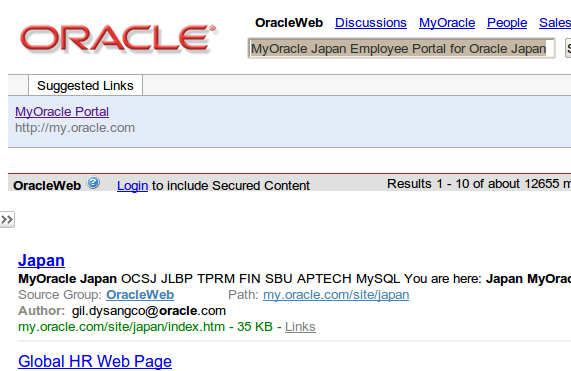 OracleWeb Discussions MyOracle People Sales
ORACLE®
MyOracle Japan Employee Portal for Oracle Japan
Suggested Links
MyOracle Portal
http://my.oracle.com
OracleWeb ? Login to include Secured Content Results 1 - 10 of about 12655 m
>>
Japan
MyOracle Japan OCSJ JLBP TPRM FIN SBU APTECH MySQL You are here: Japan MyOrac
Source Group: OracleWeb Path: my.oracle.com/site/japan
Author: gil.dysangco@oracle.com
my.oracle.com/site/japan/index.htm - 35 KB - Links
Global HR Web Page